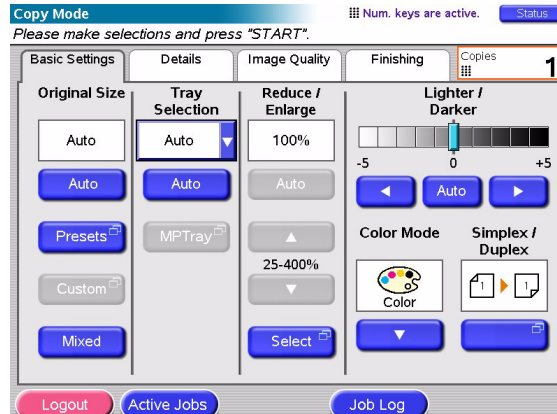 Copy Mode
Num. keys are active.
Status
Please make selections and press "START".
Basic Settings
Details
Image Quality
Finishing
Copies
1
Original Size
Tray
Selection
Reduce /
Enlarge
Lighter /
Darker
Auto
Auto
100%
-5
0
+5
Auto
Auto
Auto
Auto
Presets
MPTray
Color Mode
Simplex /
Duplex
25-400%
Custom
Color
1
1
Mixed
Select
Logout
Active Jobs
Job Log